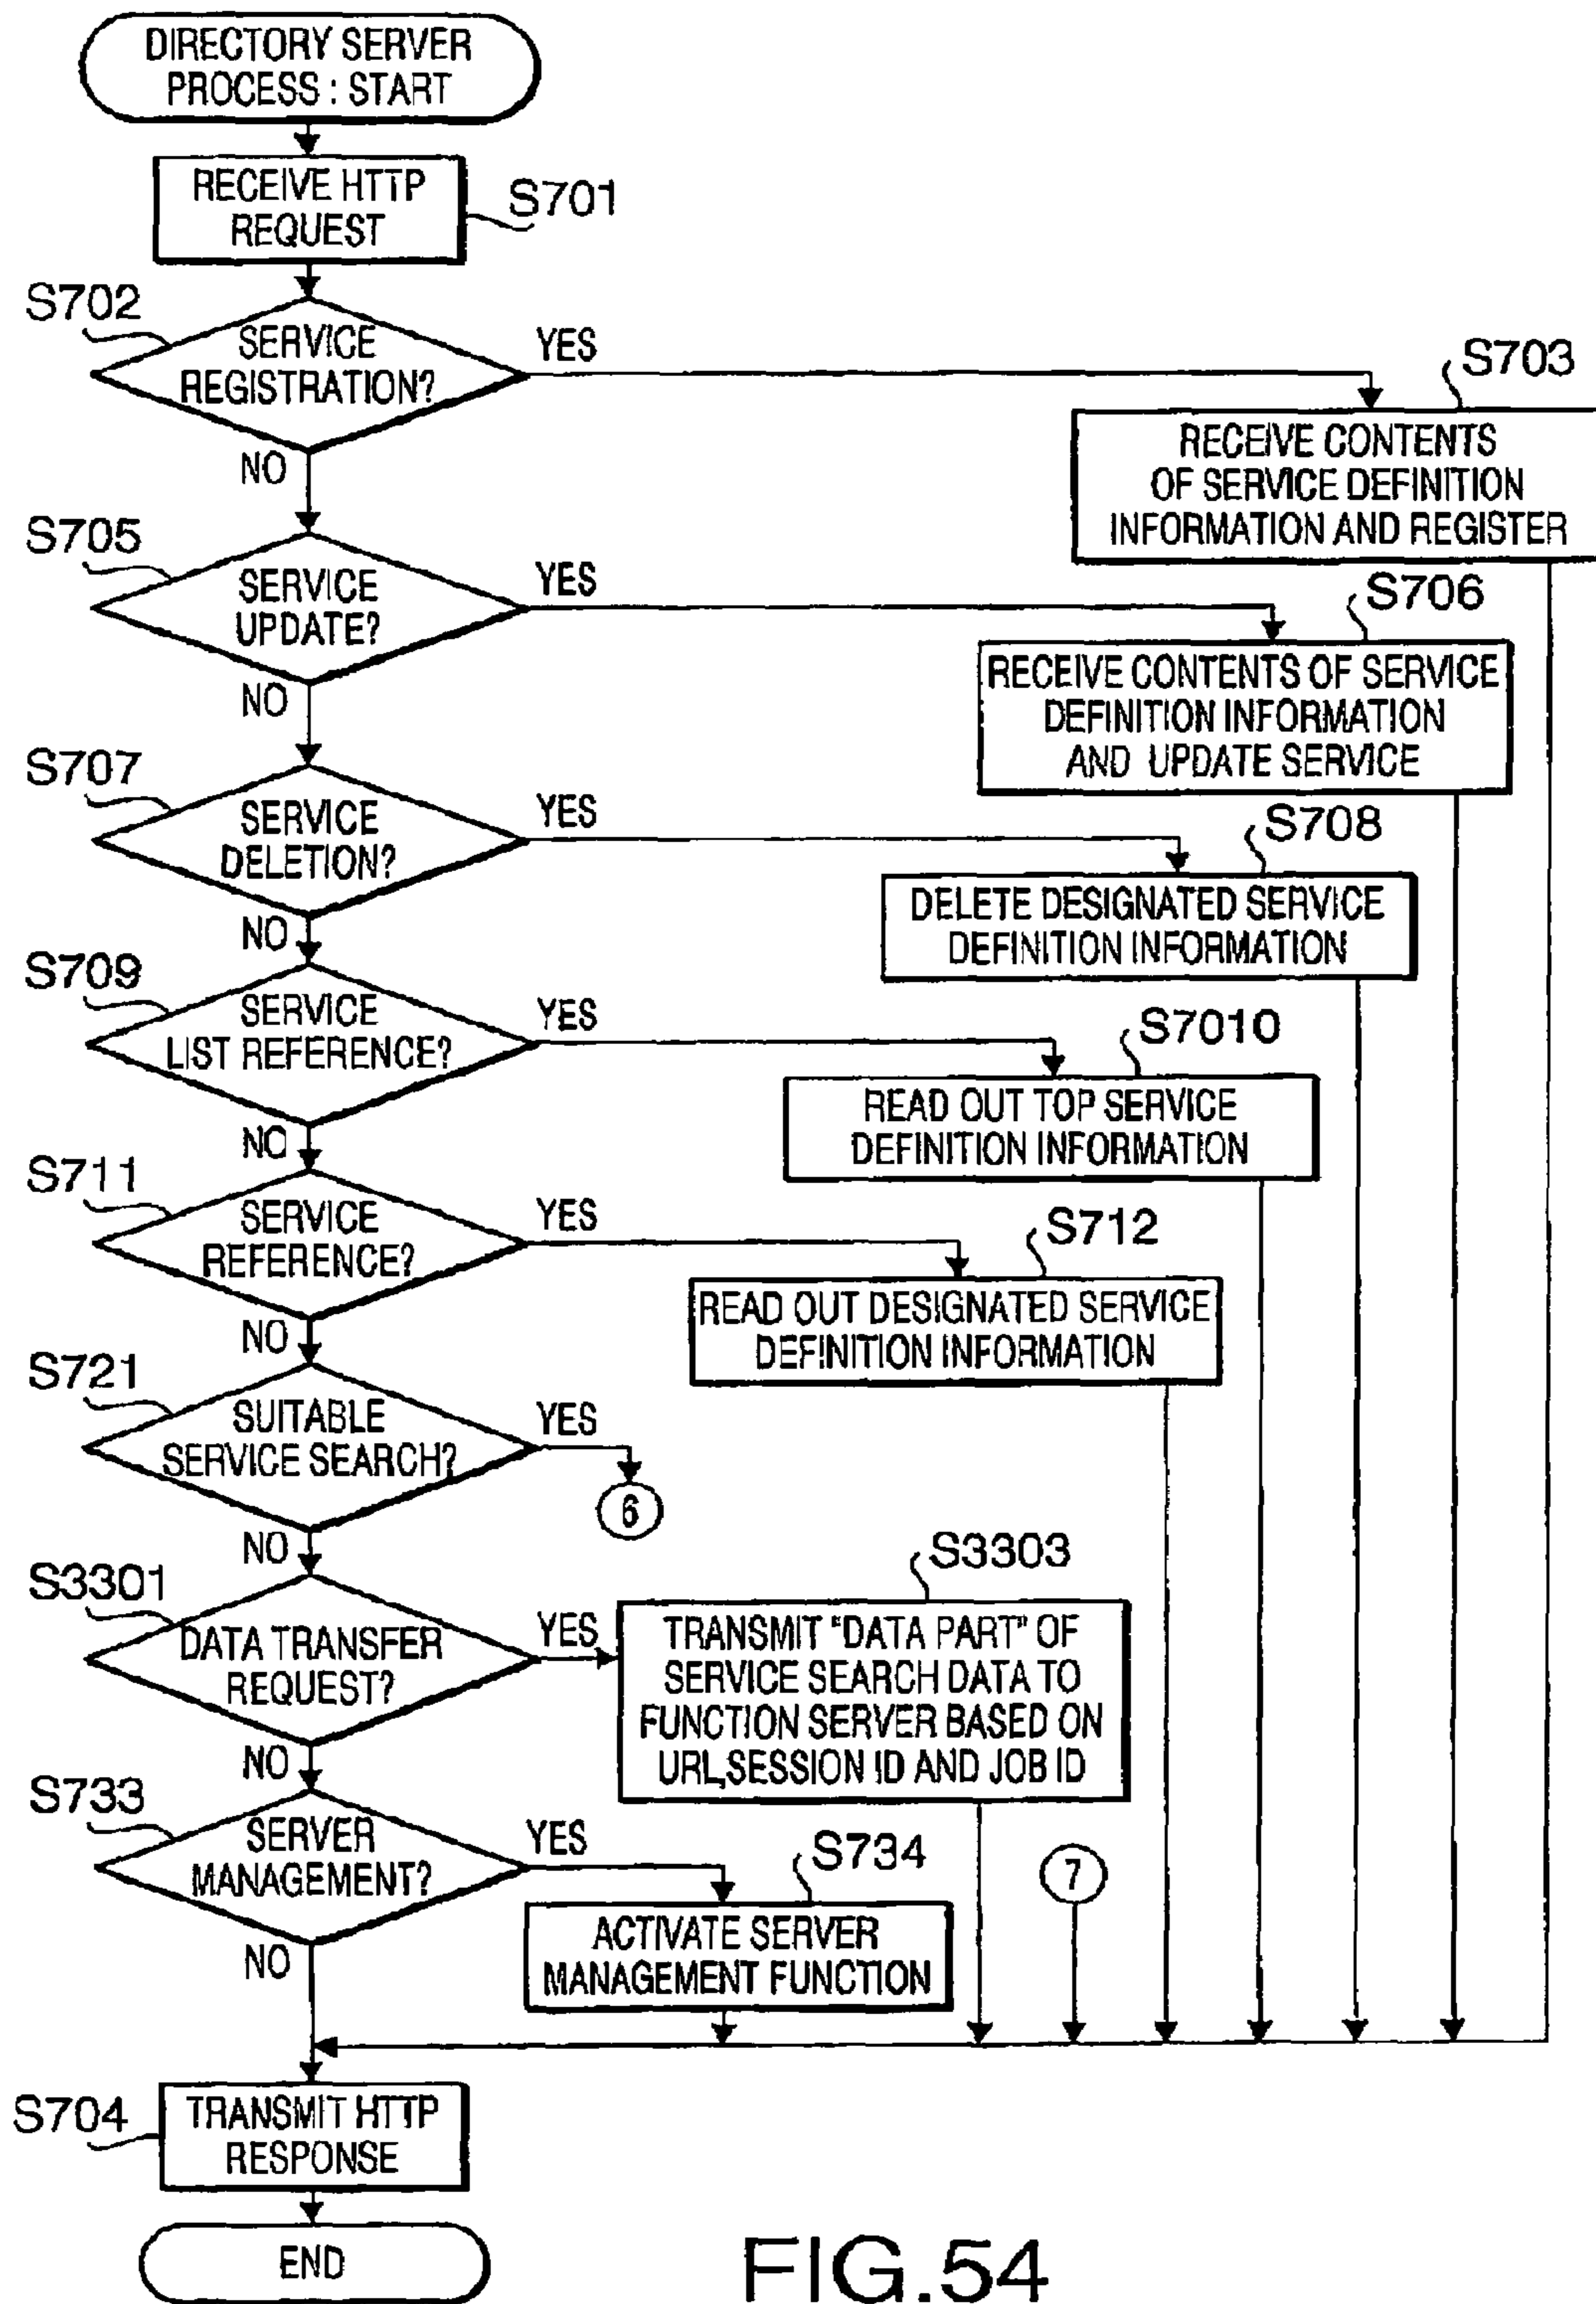 DIRECTORY SERVER
PROCESS : START
RECEIVE HTTP
REQUEST
S701
S702
SERVICE
REGISTRATION?
YES
NO
S703
RECEIVE CONTENTS
OF SERVICE DEFINITION
INFORMATION AND REGISTER
S705
SERVICE
UPDATE?
YES
NO
S706
RECEIVE CONTENTS OF SERVICE
DEFINITION INFORMATION
AND UPDATE SERVICE
S707
SERVICE
DELETION?
YES
NO
S708
DELETE DESIGNATED SERVICE
DEFINITION INFORMATION
S709
SERVICE
LIST REFERENCE?
YES
NO
S7010
READ OUT TOP SERVICE
DEFINITION INFORMATION
S711
SERVICE
REFERENCE?
YES
NO
S712
READ OUT DESIGNATED SERVICE
DEFINITION INFORMATION
S721
SUITABLE
SERVICE SEARCH?
YES
6
NO
S3301
DATA TRANSFER
REQUEST?
YES
NO
S3303
TRANSMIT "DATA PART" OF
SERVICE SEARCH DATA TO
FUNCTION SERVER BASED ON
URL,SESSION ID AND JOB ID
S733
SERVER
MANAGEMENT?
YES
NO
S734
ACTIVATE SERVER
MANAGEMENT FUNCTION
7
S704
TRANSMIT HTTP
RESPONSE
END
FIG.54